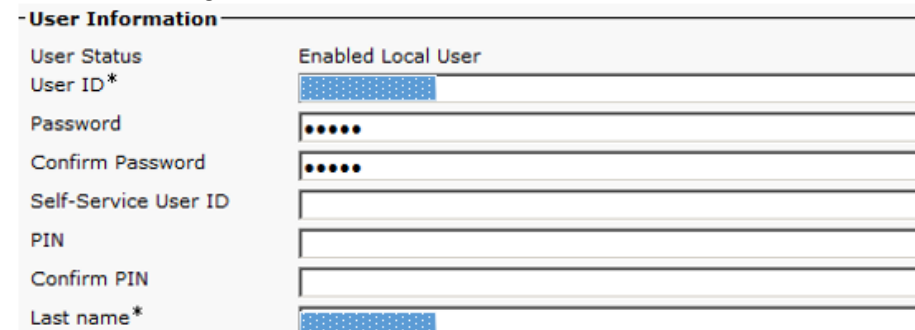 User Information
User Status Enabled Local User
User ID*
Password •••••
Confirm Password •••••
Self-Service User ID
PIN
Confirm PIN
Last name*